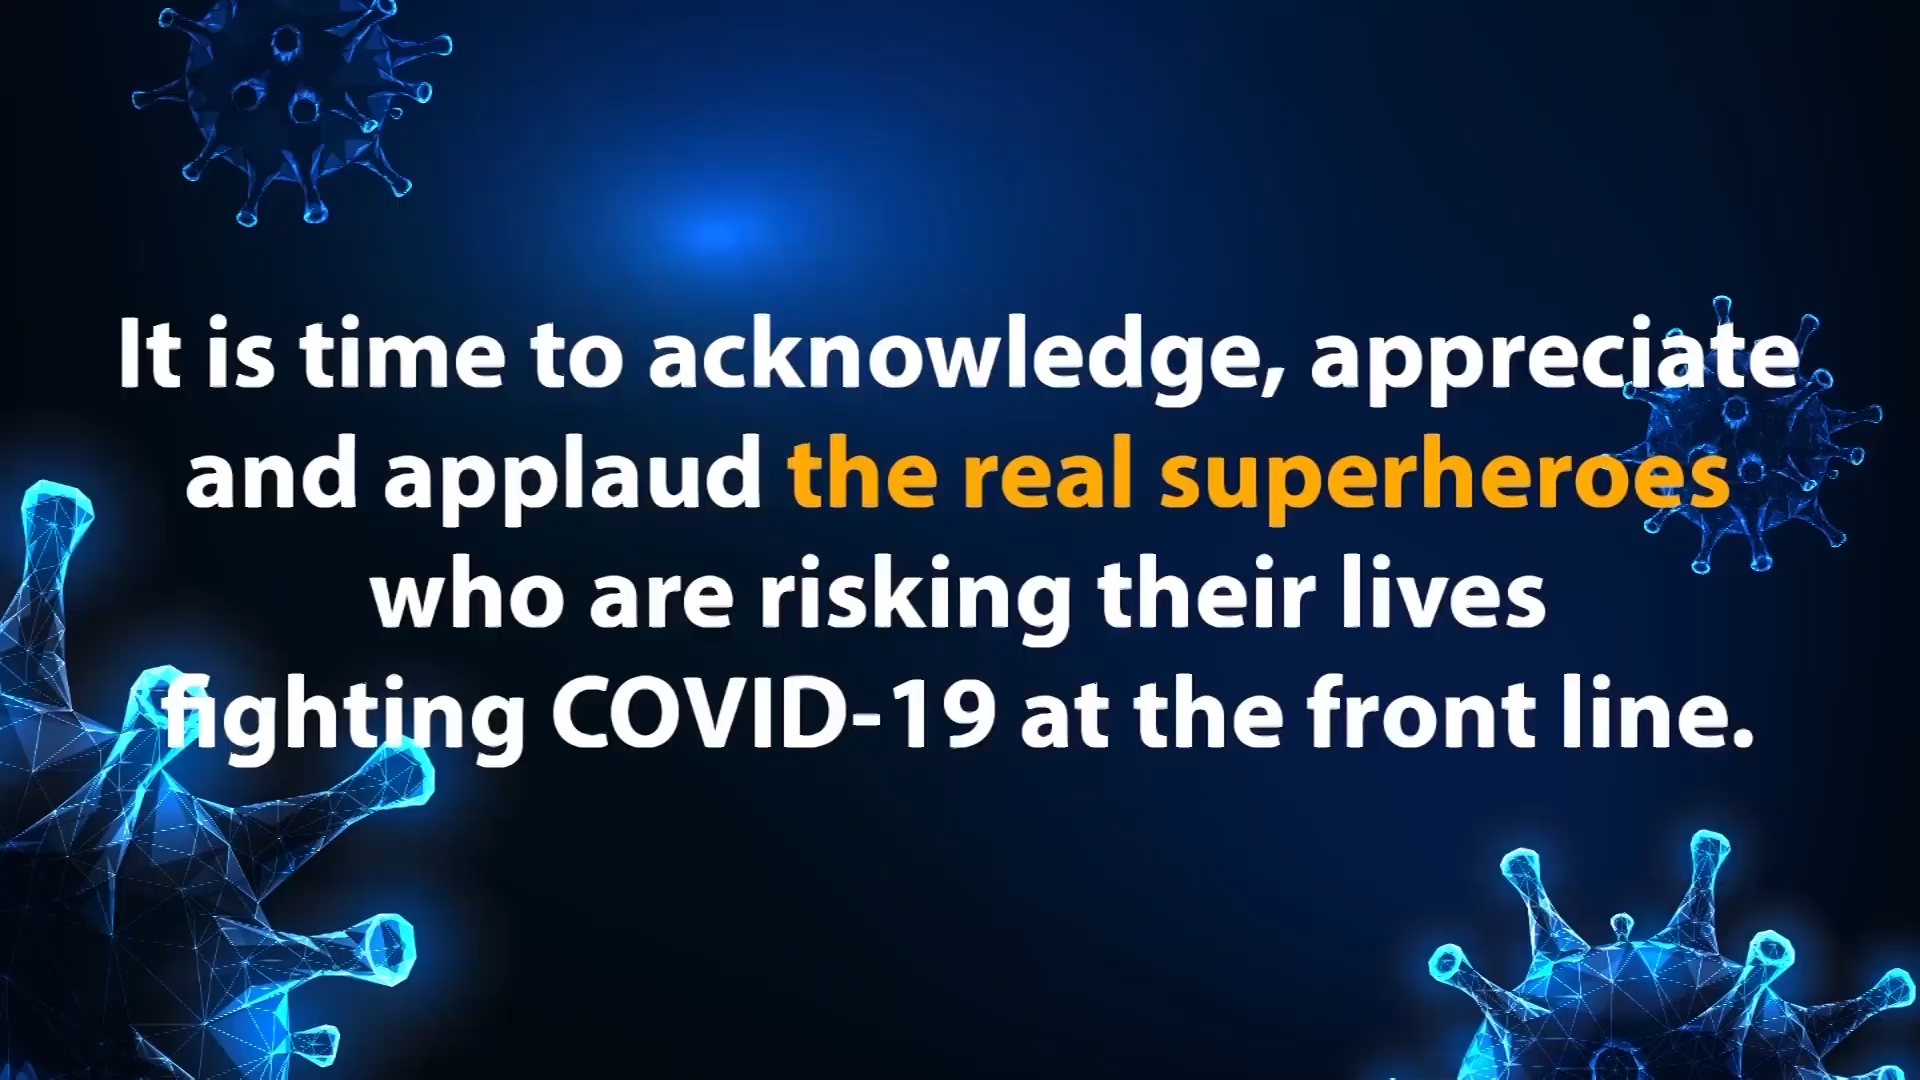 It is time to acknowledge, appreciate
and applaud the real superheroes
who are risking their lives
fighting COVID-19 at the front line.